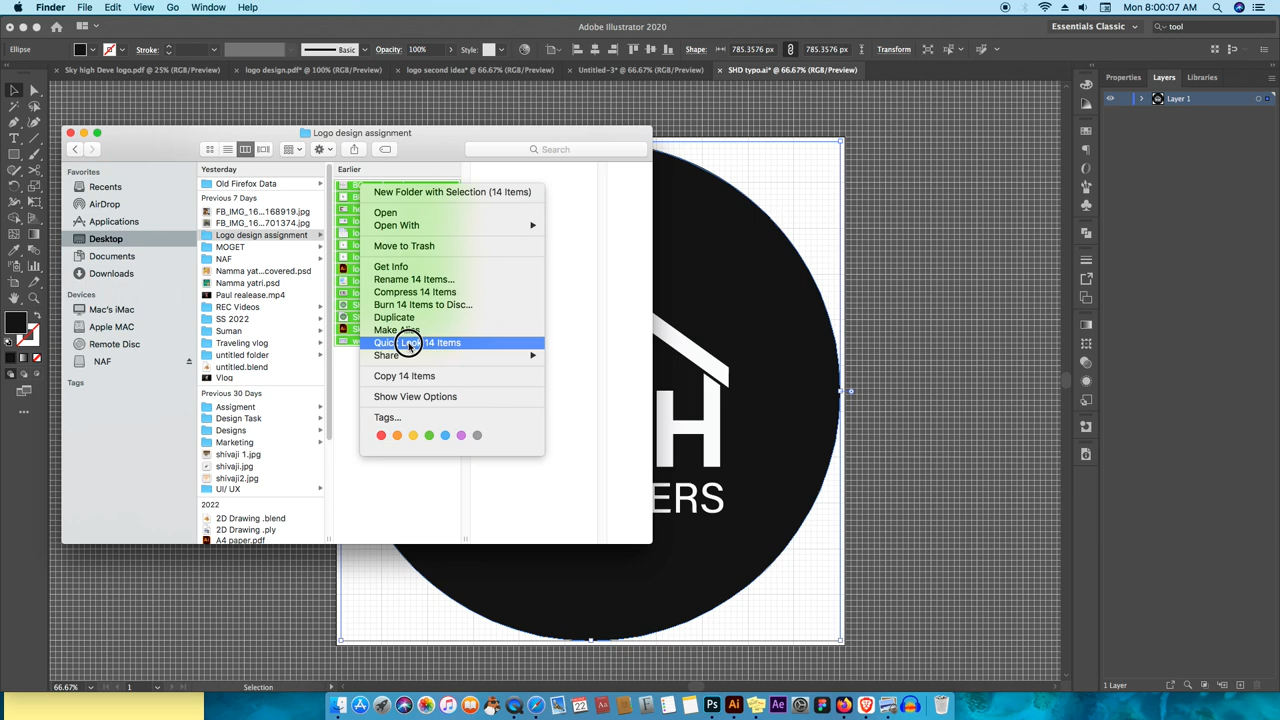 Finder File Edit View Go Window Help Mon 8:00:07 AM
Adobe Illustrator 2020 Essentials Classic tool
Ellipse Stroke: Basic Opacity: 100% Style: Shape: 785.3576 px 785.3576 px Transform
Sky high Deve logo.pdf @ 25% (RGB/Preview) logo design.pdf* @ 100% (RGB/Preview) logo second idea* @ 66.67% (RGB/Preview) Untitled-3* @ 66.67% (RGB/Preview) SHD typo.ai* @ 66.67% (RGB/Preview)
Properties Layers Libraries
Layer 1
Logo design assignment
Search
Favorites
Recents
AirDrop
Applications
Desktop
Documents
Downloads
Devices
Mac's iMac
Apple MAC
Remote Disc
NAF
Tags
Yesterday
Old Firefox Data
Previous 7 Days
FB_IMG_16...168919.jpg
FB_IMG_16...701374.jpg
Logo design assignment
MOGET
NAF
Namma yat...covered.psd
Namma yatri.psd
Paul realease.mp4
REC Videos
SS 2022
Suman
Traveling vlog
untitled folder
untitled.blend
Vlog
Previous 30 Days
Assigment
Design Task
Designs
Marketing
shivaji 1.jpg
shivaji.jpg
shivaji2.jpg
UI/ UX
2022
2D Drawing .blend
2D Drawing .ply
A4 paper.pdf
Earlier
New Folder with Selection (14 Items)
Open
Open With
Move to Trash
Get Info
Rename 14 Items...
Compress 14 Items
Burn 14 Items to Disc...
Duplicate
Make Alias
Quick Look 14 Items
Share
Copy 14 Items
Show View Options
Tags...
H
ERS
66.67% 1 Selection
1 Layer